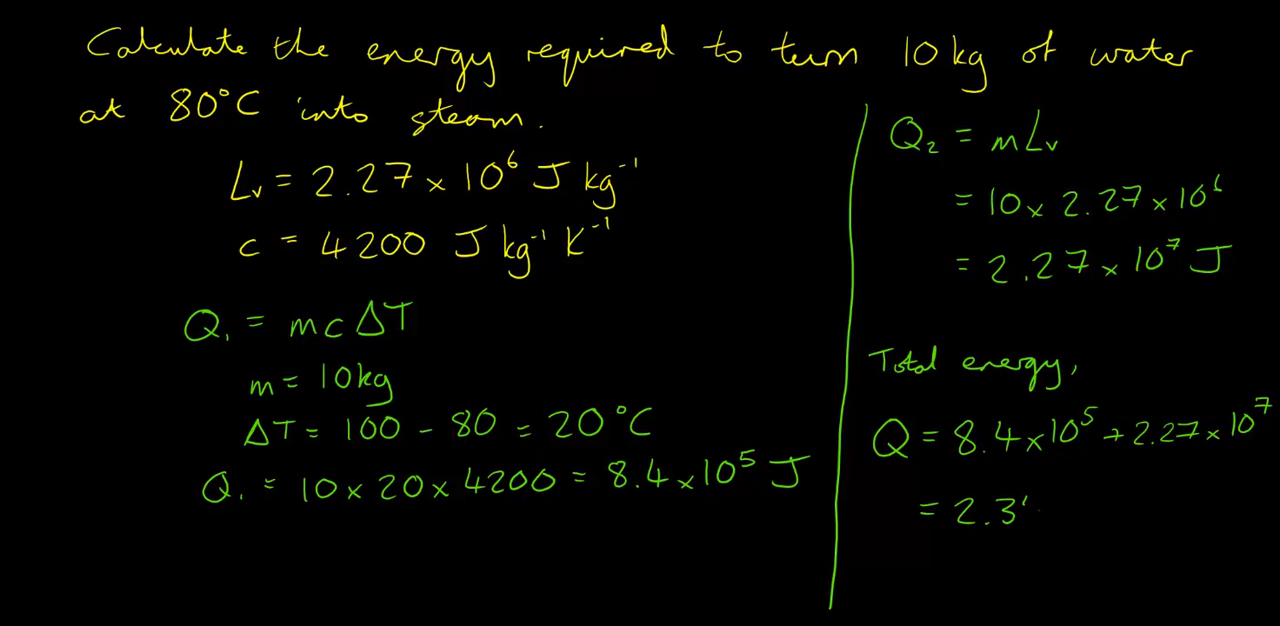 Calculate the energy required to turn 10 kg of water
at 80°C into steam.
Lv = 2.27 × 10⁶ J kg⁻¹
c = 4200 J kg⁻¹ K⁻¹
Q₁ = mcΔT
m = 10kg
ΔT = 100 - 80 = 20°C
Q₁ = 10 × 20 × 4200 = 8.4 × 10⁵ J
Q₂ = mLv
= 10 × 2.27 × 10⁶
= 2.27 × 10⁷ J
Total energy,
Q = 8.4 × 10⁵ + 2.27 × 10⁷
= 2.3